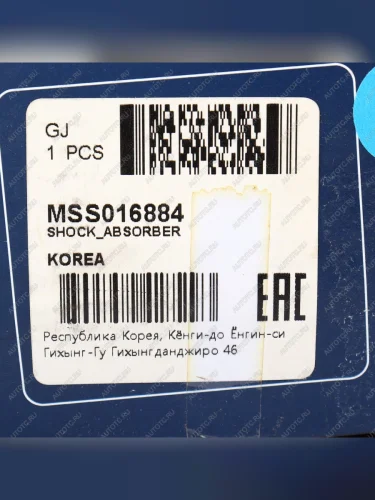 GJ
1 PCS
MSS016884
SHOCK_ABSORBER
KOREA
EAC
Республика Корея, Кёнги-до Ёнгин-си
Гихынг-Гу Гихынгданджиро 46